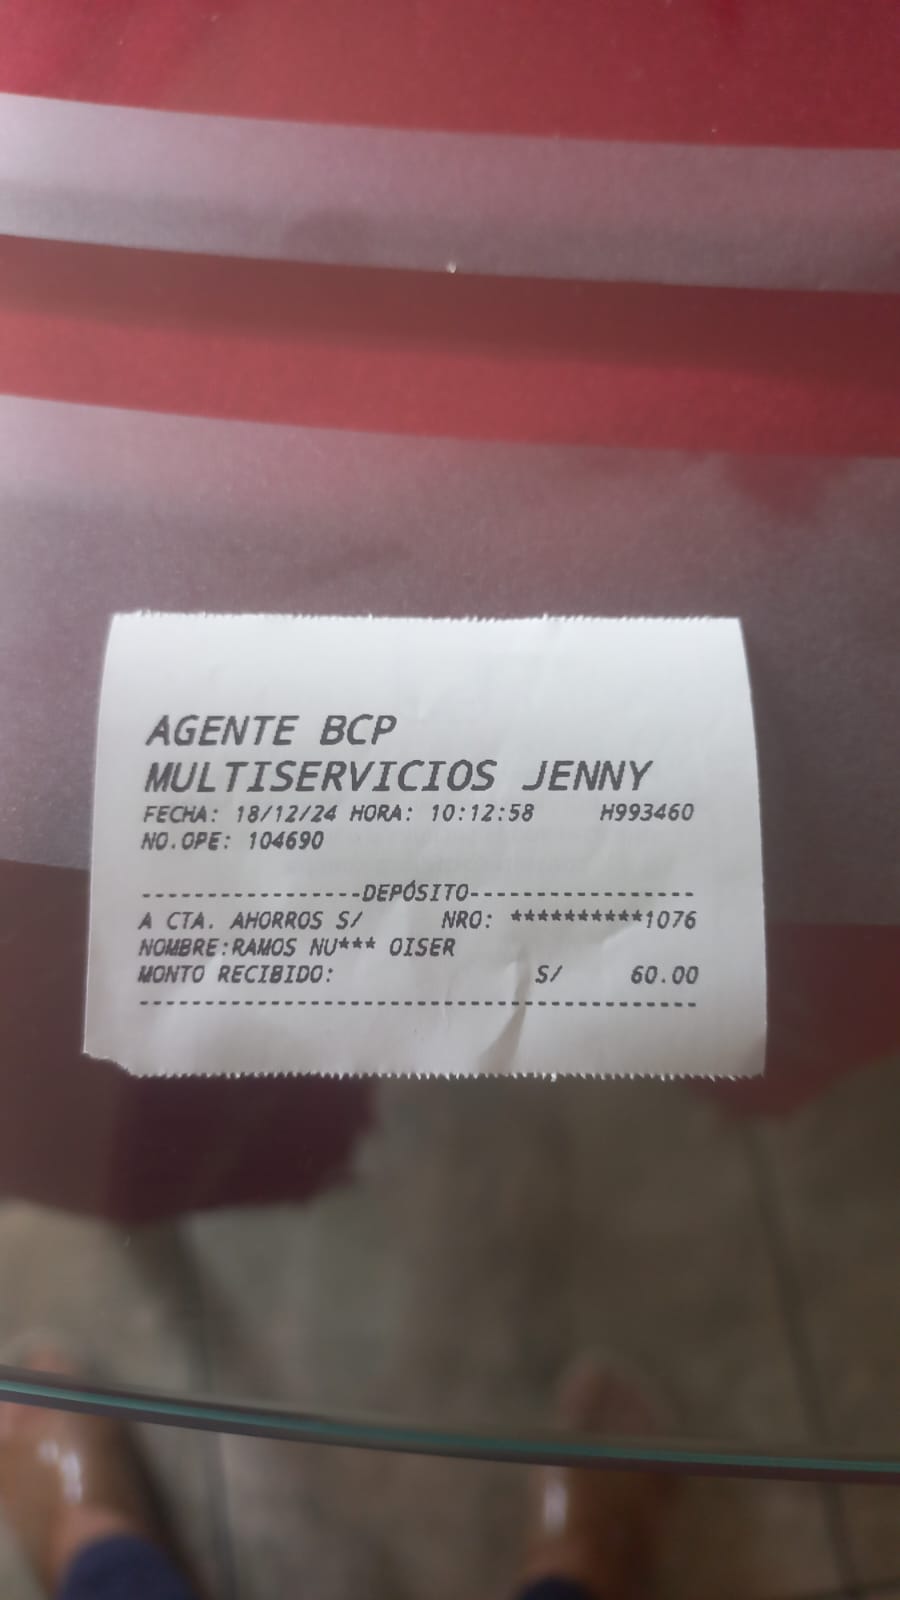 AGENTE BCP
MULTISERVICIOS JENNY
FECHA: 18/12/24 HORA: 10:12:58 H993460
NO.OPE: 104690
-----------------DEPÓSITO-----------------
A CTA. AHORROS S/ NRO: **********1076
NOMBRE:RAMOS NU*** OISER
MONTO RECIBIDO: S/ 60.00
------------------------------------------